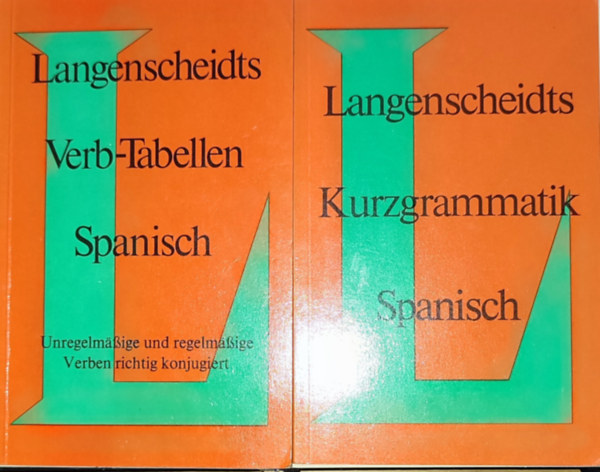 Langenscheidts
Verb-Tabellen
Spanisch
Unregelmäßige und regelmäßige
Verben richtig konjugiert
Langenscheidts
Kurzgrammatik
Spanisch